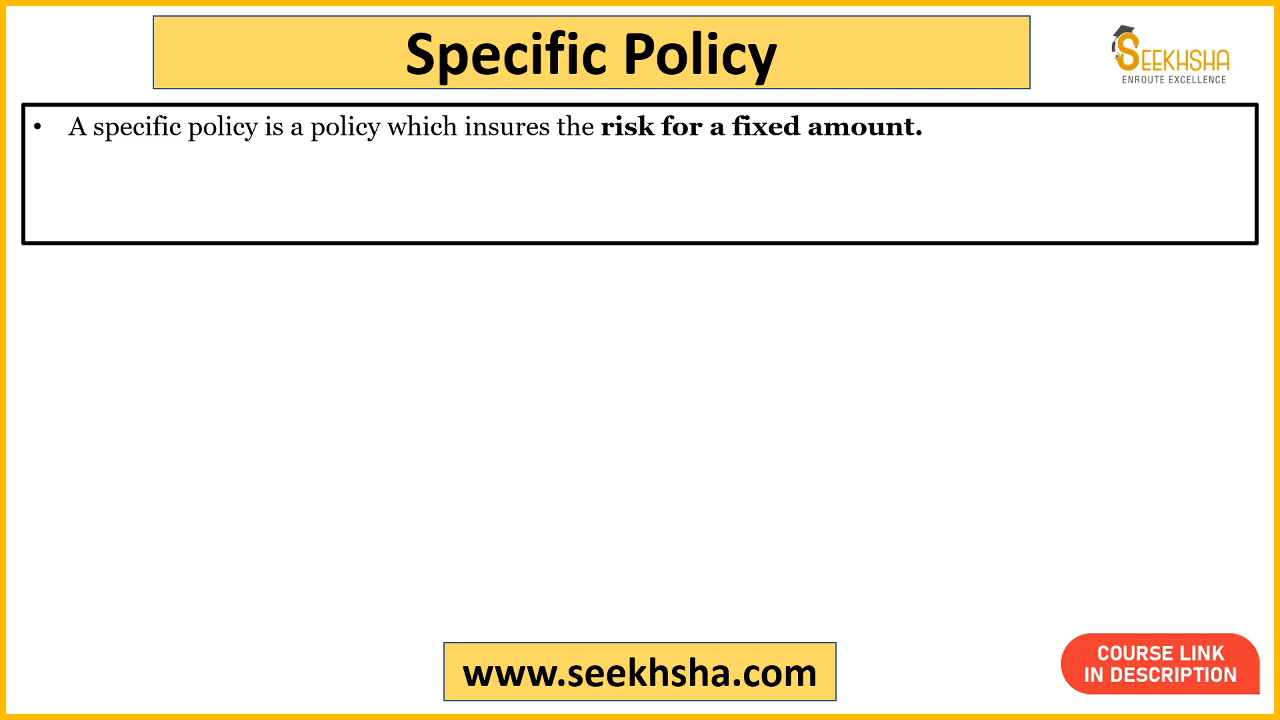 Specific Policy
SEEKHSHA
ENROUTE EXCELLENCE
• A specific policy is a policy which insures the risk for a fixed amount.
www.seekhsha.com
COURSE LINK
IN DESCRIPTION